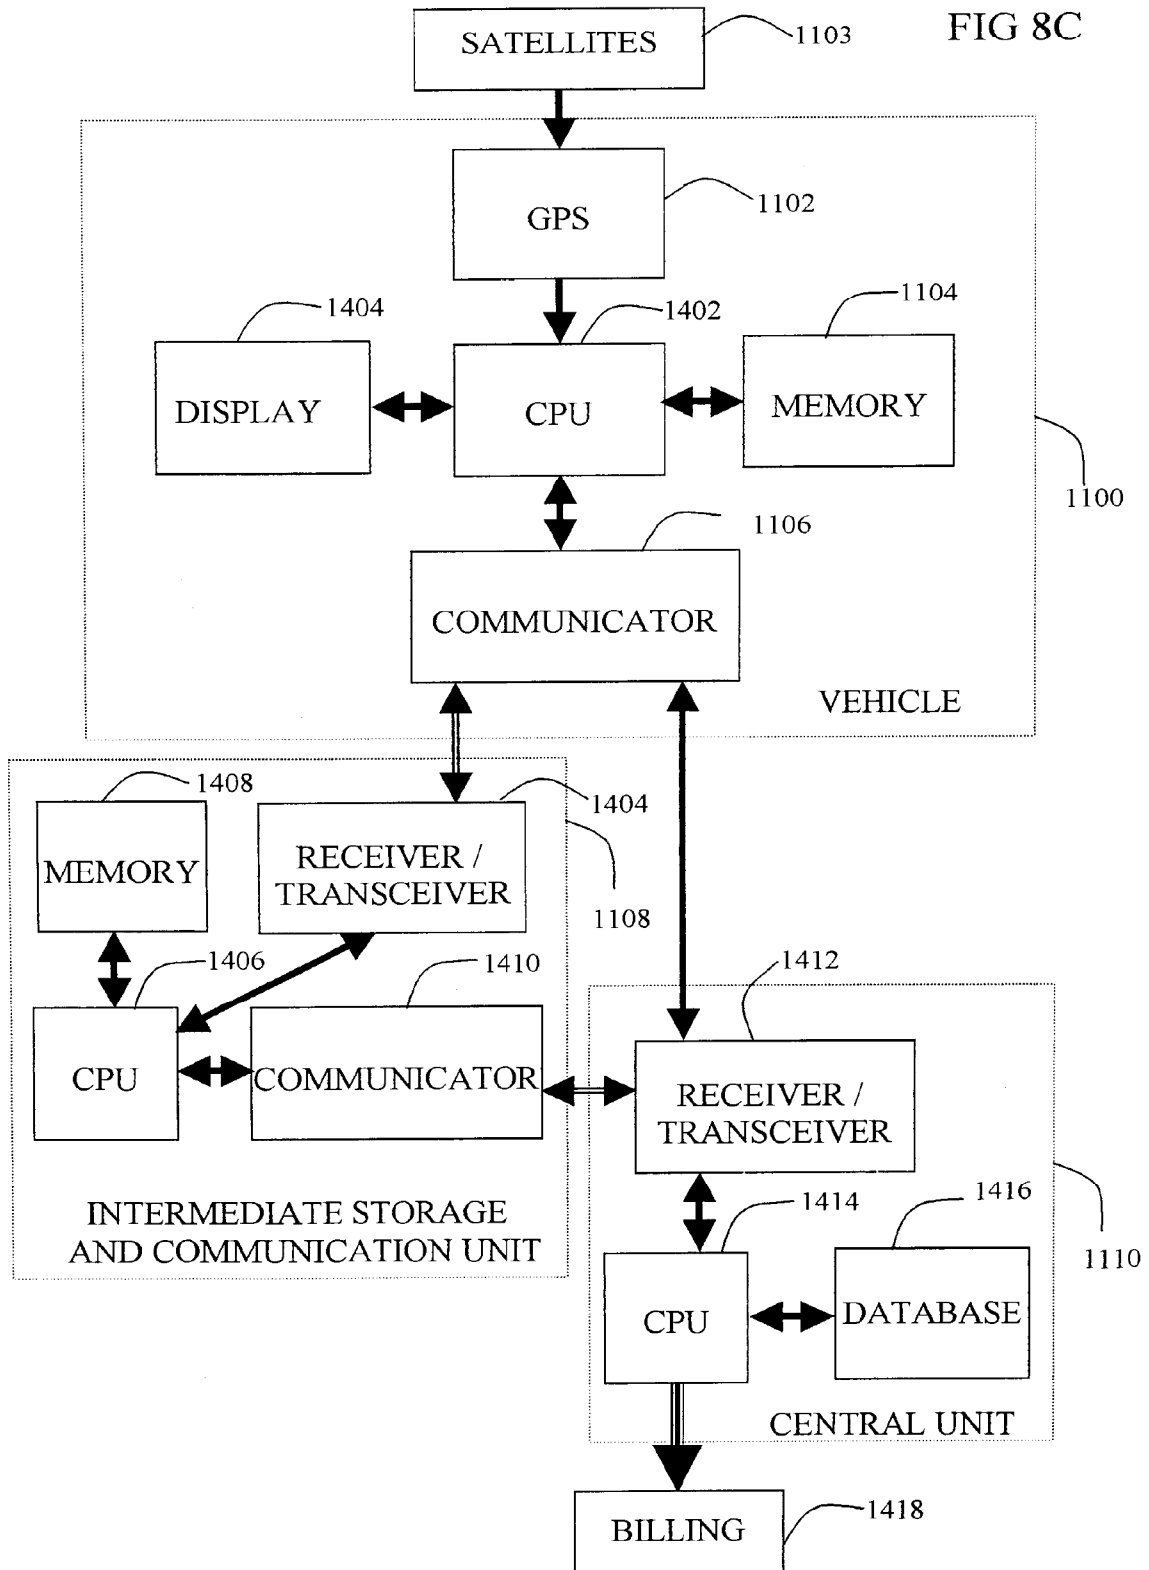 FIG 8C
SATELLITES
1103
GPS
1102
1404
1402
1104
DISPLAY
CPU
MEMORY
1100
1106
COMMUNICATOR
VEHICLE
1408
1404
MEMORY
RECEIVER /
TRANSCEIVER
1108
1406
1410
1412
CPU
COMMUNICATOR
RECEIVER /
TRANSCEIVER
INTERMEDIATE STORAGE
AND COMMUNICATION UNIT
1414
1416
1110
CPU
DATABASE
CENTRAL UNIT
BILLING
1418